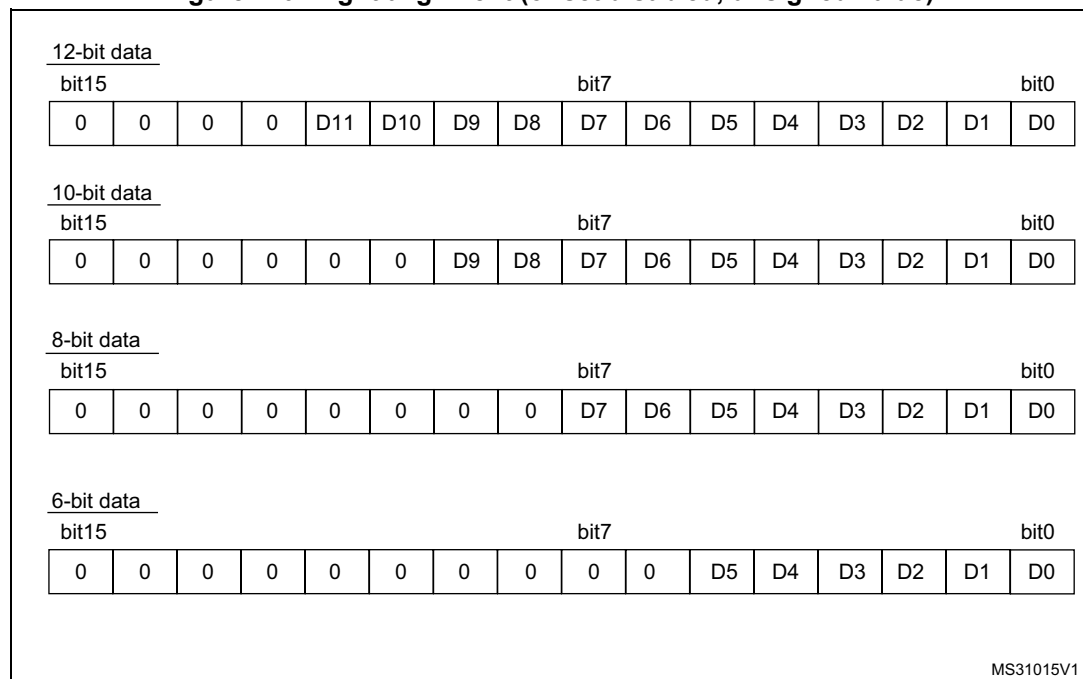 12-bit data
bit15 bit7 bit0
0 0 0 0 D11 D10 D9 D8 D7 D6 D5 D4 D3 D2 D1 D0
10-bit data
bit15 bit7 bit0
0 0 0 0 0 0 D9 D8 D7 D6 D5 D4 D3 D2 D1 D0
8-bit data
bit15 bit7 bit0
0 0 0 0 0 0 0 0 D7 D6 D5 D4 D3 D2 D1 D0
6-bit data
bit15 bit7 bit0
0 0 0 0 0 0 0 0 0 0 D5 D4 D3 D2 D1 D0
MS31015V1